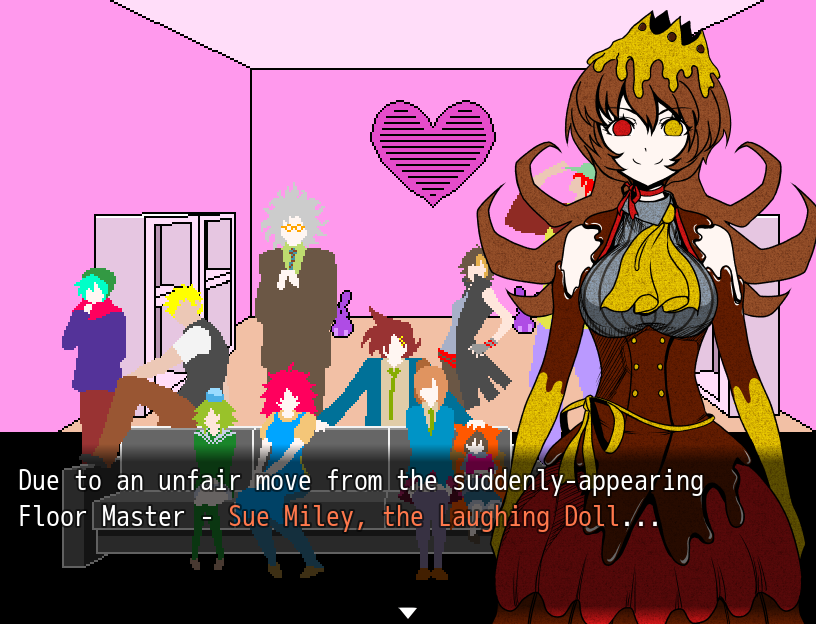 Due to an unfair move from the suddenly-appearing
Floor Master - Sue Miley, the Laughing Doll...